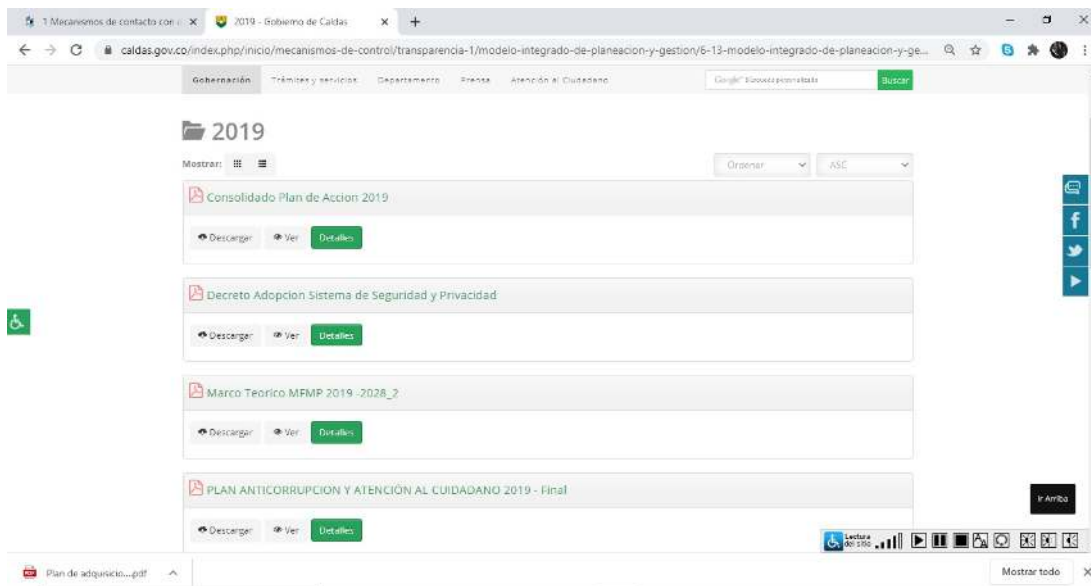 1 Mecanismos de contacto con
2019 - Gobierno de Caldas
caldas.gov.co/index.php/inicio/mecanismos-de-control/transparencia-1/modelo-integrado-de-planeacion-y-gestion/6-13-modelo-integrado-de-planeacion-y-ge...
Gobernación Trámites y servicios Departamento Prensa Atención al Ciudadano Buscar
2019
Mostrar: Ordenar ASC
Consolidado Plan de Accion 2019
Descargar Ver Detalles
Decreto Adopcion Sistema de Seguridad y Privacidad
Descargar Ver Detalles
Marco Teorico MFMP 2019 -2028_2
Descargar Ver Detalles
PLAN ANTICORRUPCION Y ATENCIÓN AL CUIDADANO 2019 - Final
Ir Arriba
Descargar Ver Detalles
Lectura del sitio
Plan de adquisicio....pdf
Mostrar todo